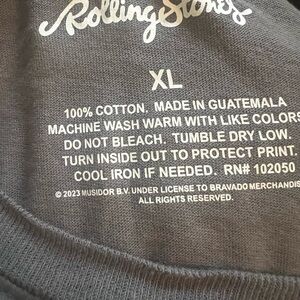 Rolling Stones
XL
100% COTTON. MADE IN GUATEMALA
MACHINE WASH WARM WITH LIKE COLORS
DO NOT BLEACH. TUMBLE DRY LOW.
TURN INSIDE OUT TO PROTECT PRINT.
COOL IRON IF NEEDED. RN# 102050
© 2023 MUSIDOR B.V. UNDER LICENSE TO BRAVADO MERCHANDIS
ALL RIGHTS RESERVED.